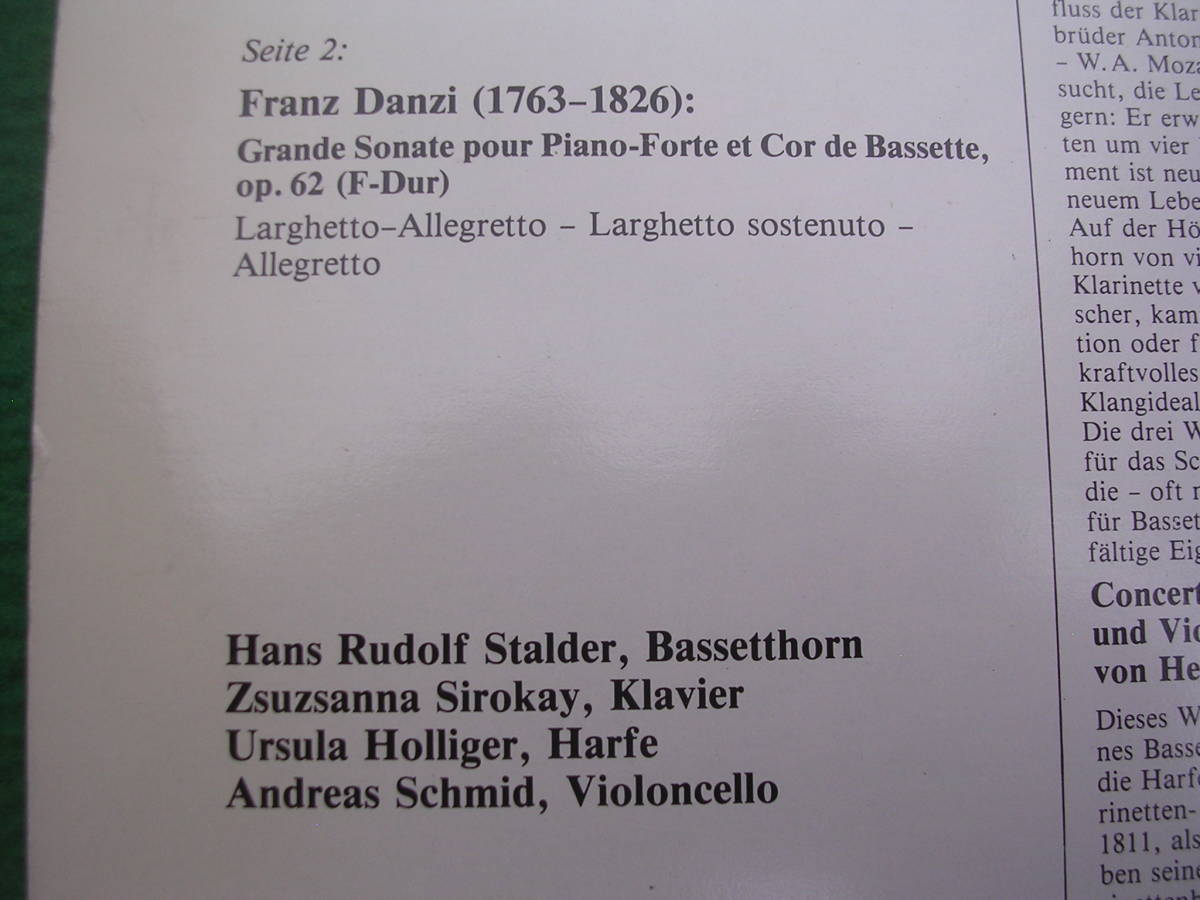 Seite 2:
Franz Danzi (1763–1826):
Grande Sonate pour Piano-Forte et Cor de Bassette,
op. 62 (F-Dur)
Larghetto–Allegretto – Larghetto sostenuto –
Allegretto
Hans Rudolf Stalder, Bassetthorn
Zsuzsanna Sirokay, Klavier
Ursula Holliger, Harfe
Andreas Schmid, Violoncello
fluss der Klar
brüder Anton
– W. A. Moza
sucht, die Le
gern: Er erw
ten um vier
ment ist neu
neuem Lebe
Auf der Hö
horn von vi
Klarinette v
scher, kam
tion oder f
kraftvolles
Klangideal
Die drei W
für das Sc
die – oft n
für Basset
fältige Eig
Concert
und Vio
von He
Dieses W
nes Basse
die Harfe
rinetten-
1811, als
ben seine